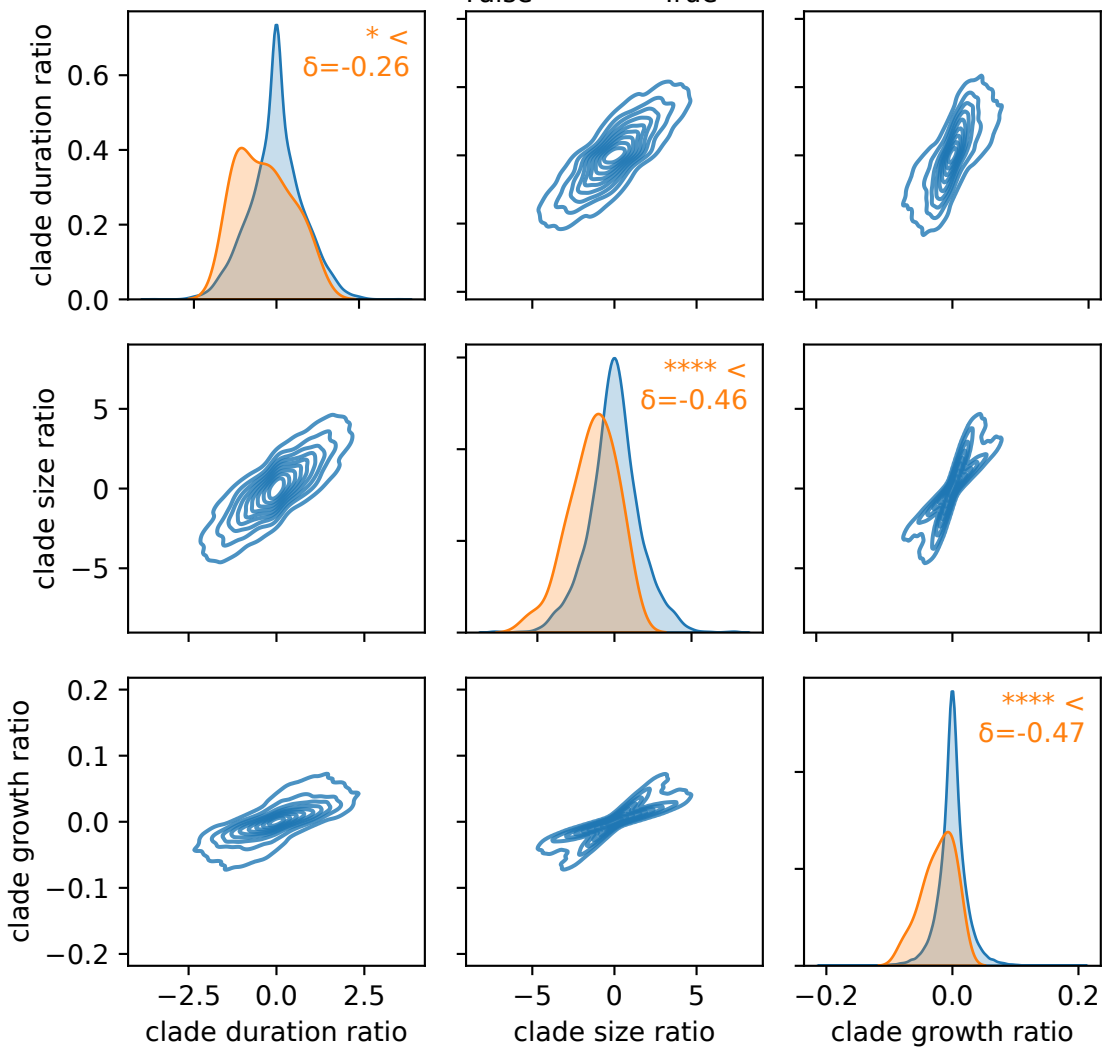 True
clade duration ratio
0.6
0.4
0.2
0.0
* <
δ=-0.26
clade size ratio
5
0
−5
**** <
δ=-0.46
clade growth ratio
0.2
0.1
0.0
−0.1
−0.2
**** <
δ=-0.47
−2.5 0.0 2.5
−5 0 5
−0.2 0.0 0.2
clade duration ratio
clade size ratio
clade growth ratio